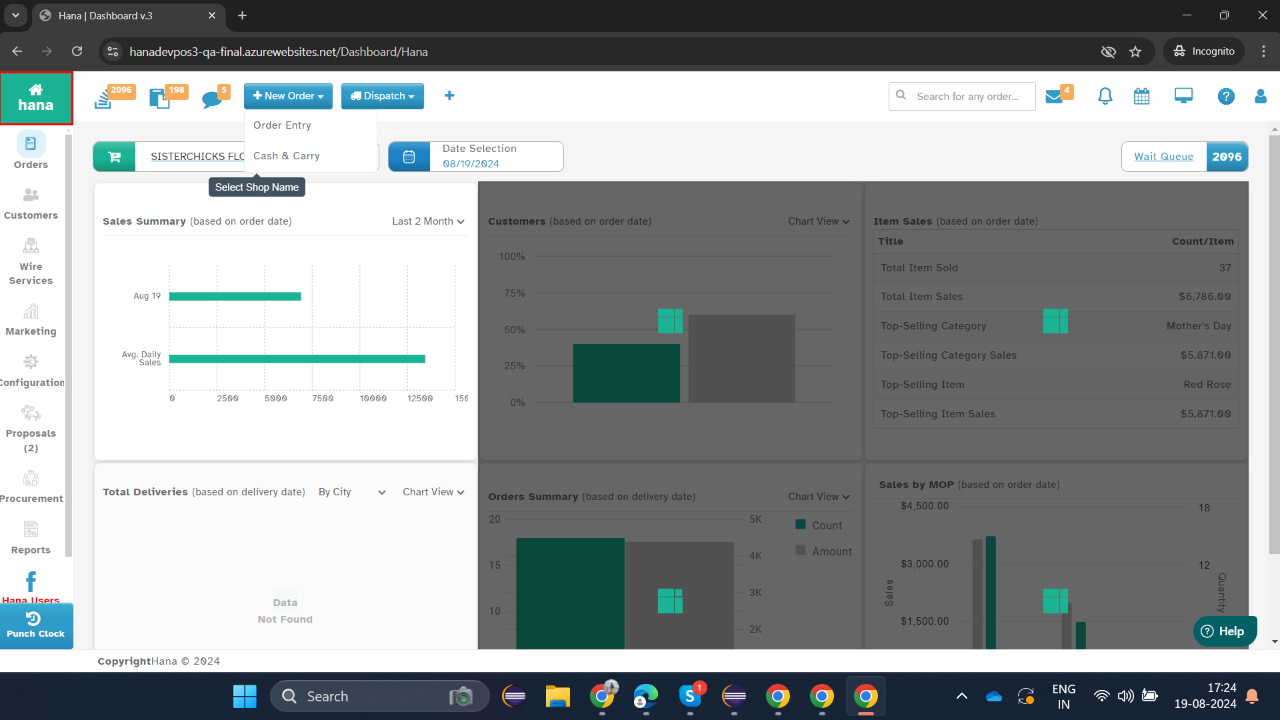 Hana | Dashboard v.3
hanadevpos3-qa-final.azurewebsites.net/Dashboard/Hana
Incognito
hana
2096
198
5
New Order
Dispatch
Search for any order...
4
Order Entry
Cash & Carry
SISTERCHICKS FLO
Date Selection
08/19/2024
Wait Queue
2096
Select Shop Name
Orders
Customers
Wire
Services
Marketing
Configuration
Proposals
(2)
Procurement
Reports
Hana Users
Punch Clock
Sales Summary (based on order date)
Last 2 Month
Aug 19
Avg. Daily
Sales
0 2500 5000 7500 10000 12500
Customers (based on order date)
Chart View
100%
75%
50%
25%
0%
Item Sales (based on order date)
Title Count/Item
Total Item Sold 37
Total Item Sales $6,786.00
Top-Selling Category Mother's Day
Top-Selling Category Sales $5,871.00
Top-Selling Item Red Rose
Top-Selling Item Sales $5,871.00
Total Deliveries (based on delivery date)
By City
Chart View
Data
Not Found
Orders Summary (based on delivery date)
Chart View
20
15
10
5K
4K
3K
2K
Count
Amount
Sales by MOP (based on order date)
$4,500.00
$3,000.00
$1,500.00
18
12
Sales
Quantity
Help
CopyrightHana © 2024
Search
1
ENG
IN
17:24
19-08-2024